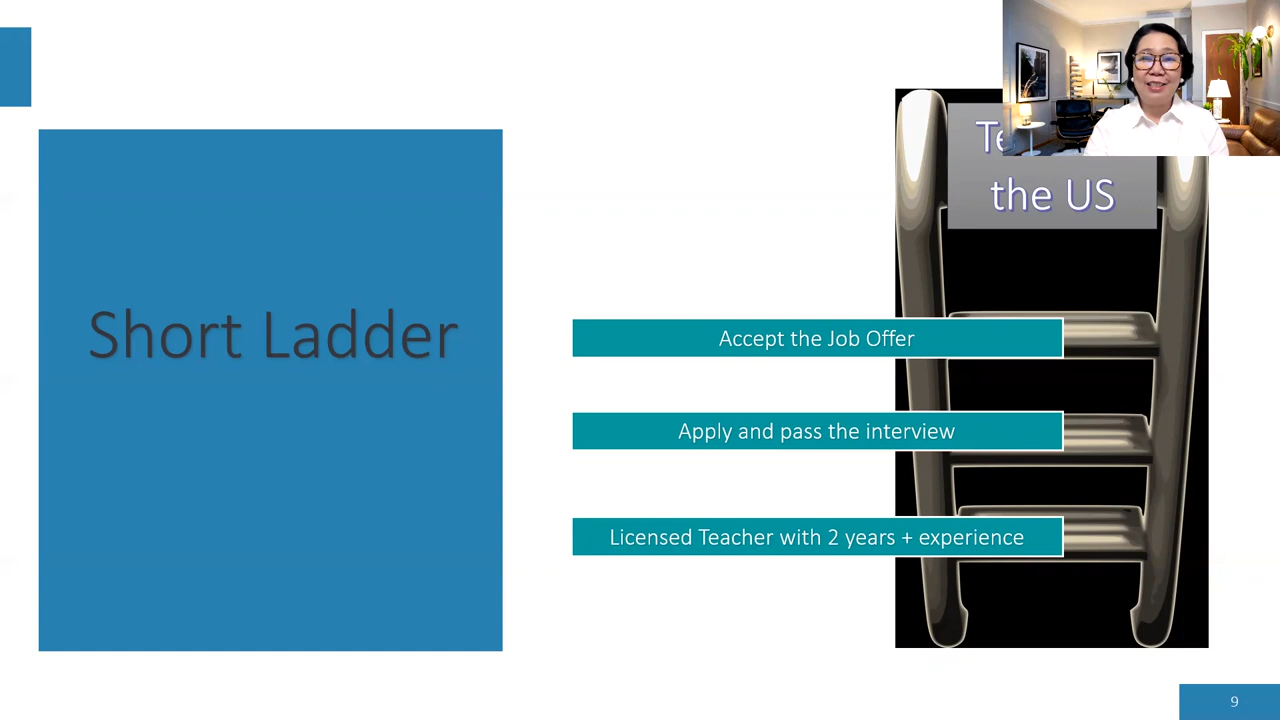 Short Ladder
the US
Accept the Job Offer
Apply and pass the interview
Licensed Teacher with 2 years + experience
9